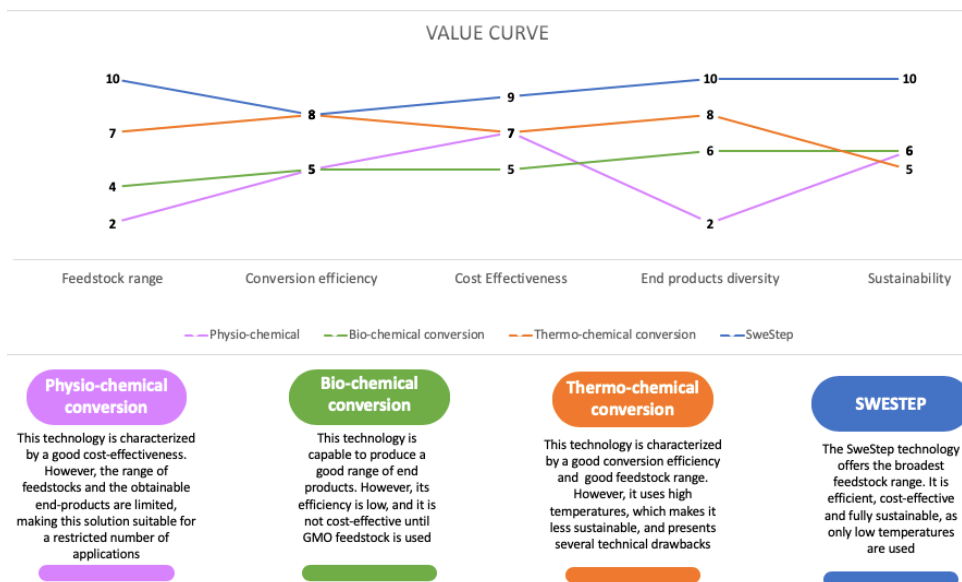 VALUE CURVE
10 10 10
9
8 8
7 7
6 6
5 5 5
4
2 2
Feedstock range Conversion efficiency Cost Effectiveness End products diversity Sustainability
Physio-chemical Bio-chemical conversion Thermo-chemical conversion SweStep
Physio-chemical
conversion
This technology is characterized
by a good cost-effectiveness.
However, the range of
feedstocks and the obtainable
end-products are limited,
making this solution suitable for
a restricted number of
applications
Bio-chemical
conversion
This technology is
capable to produce a
good range of end
products. However, its
efficiency is low, and it is
not cost-effective until
GMO feedstock is used
Thermo-chemical
conversion
This technology is characterized
by a good conversion efficiency
and good feedstock range.
However, it uses high
temperatures, which makes it
less sustainable, and presents
several technical drawbacks
SWESTEP
The SweStep technology
offers the broadest
feedstock range. It is
efficient, cost-effective
and fully sustainable, as
only low temperatures
are used